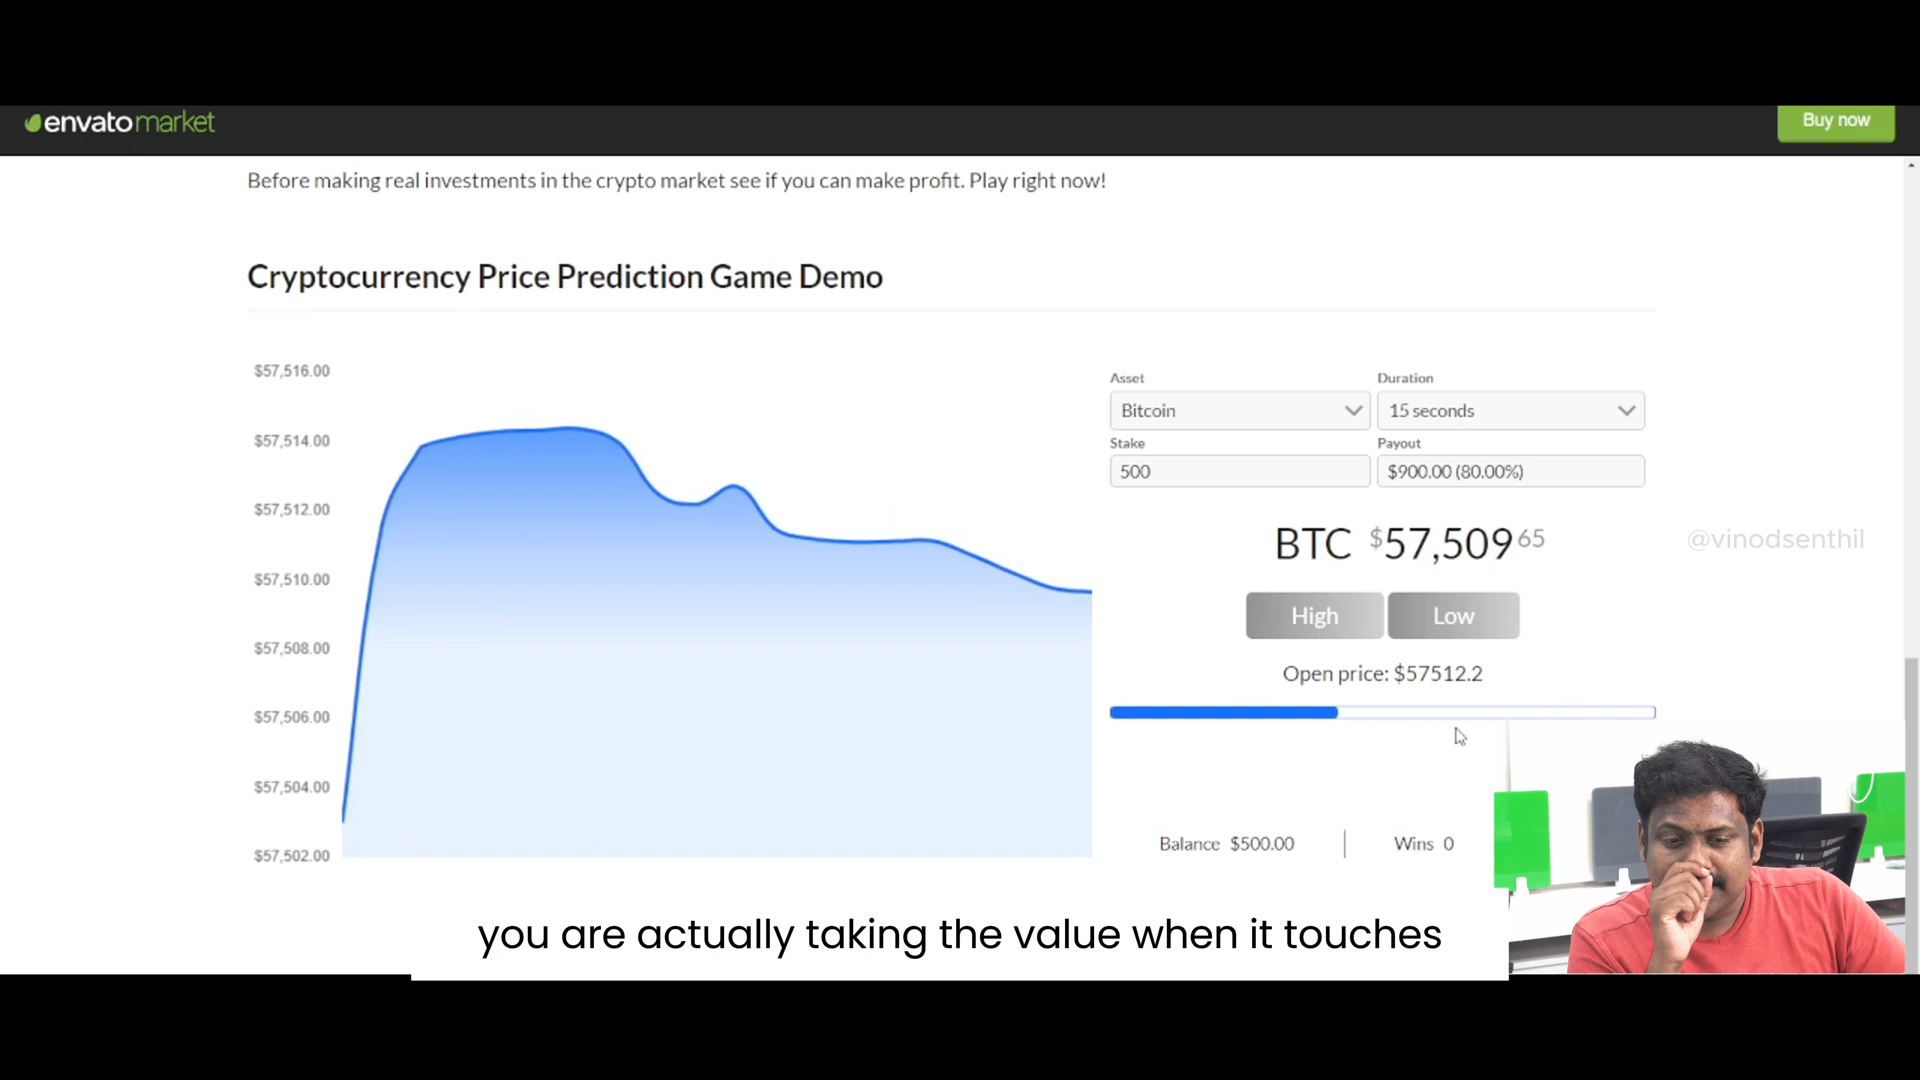 envatomarket
Buy now
Before making real investments in the crypto market see if you can make profit. Play right now!
Cryptocurrency Price Prediction Game Demo
$57,516.00
$57,514.00
$57,512.00
$57,510.00
$57,508.00
$57,506.00
$57,504.00
$57,502.00
Asset
Duration
Bitcoin
15 seconds
Stake
Payout
500
$900.00 (80.00%)
BTC $57,509 65
@vinodsenthil
High
Low
Open price: $57512.2
Balance $500.00
Wins 0
you are actually taking the value when it touches